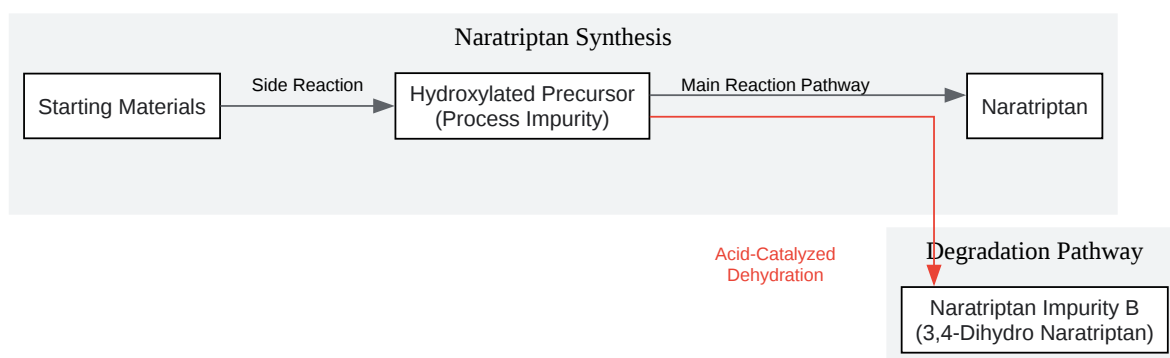 Naratriptan Synthesis
Starting Materials
Side Reaction
Hydroxylated Precursor
(Process Impurity)
Main Reaction Pathway
Naratriptan
Acid-Catalyzed
Dehydration
Degradation Pathway
Naratriptan Impurity B
(3,4-Dihydro Naratriptan)